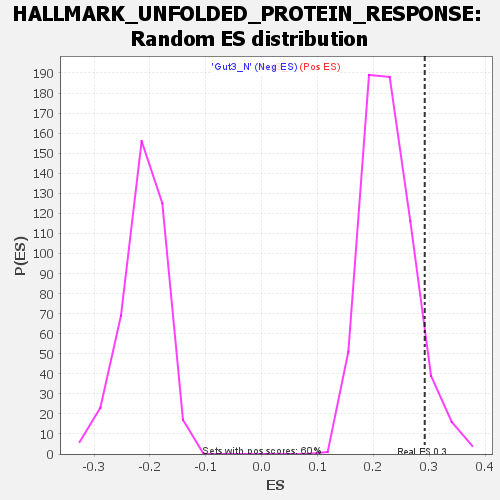 HALLMARK_UNFOLDED_PROTEIN_RESPONSE:
Random ES distribution
'Gut3_N' (Neg ES) (Pos ES)
190
180
170
160
150
140
130
120
110
100
90
80
70
60
50
40
30
20
10
0
P(ES)
Sets with pos scores: 60%
Real ES 0.3
-0.3 -0.2 -0.1 0.0 0.1 0.2 0.3 0.4
ES